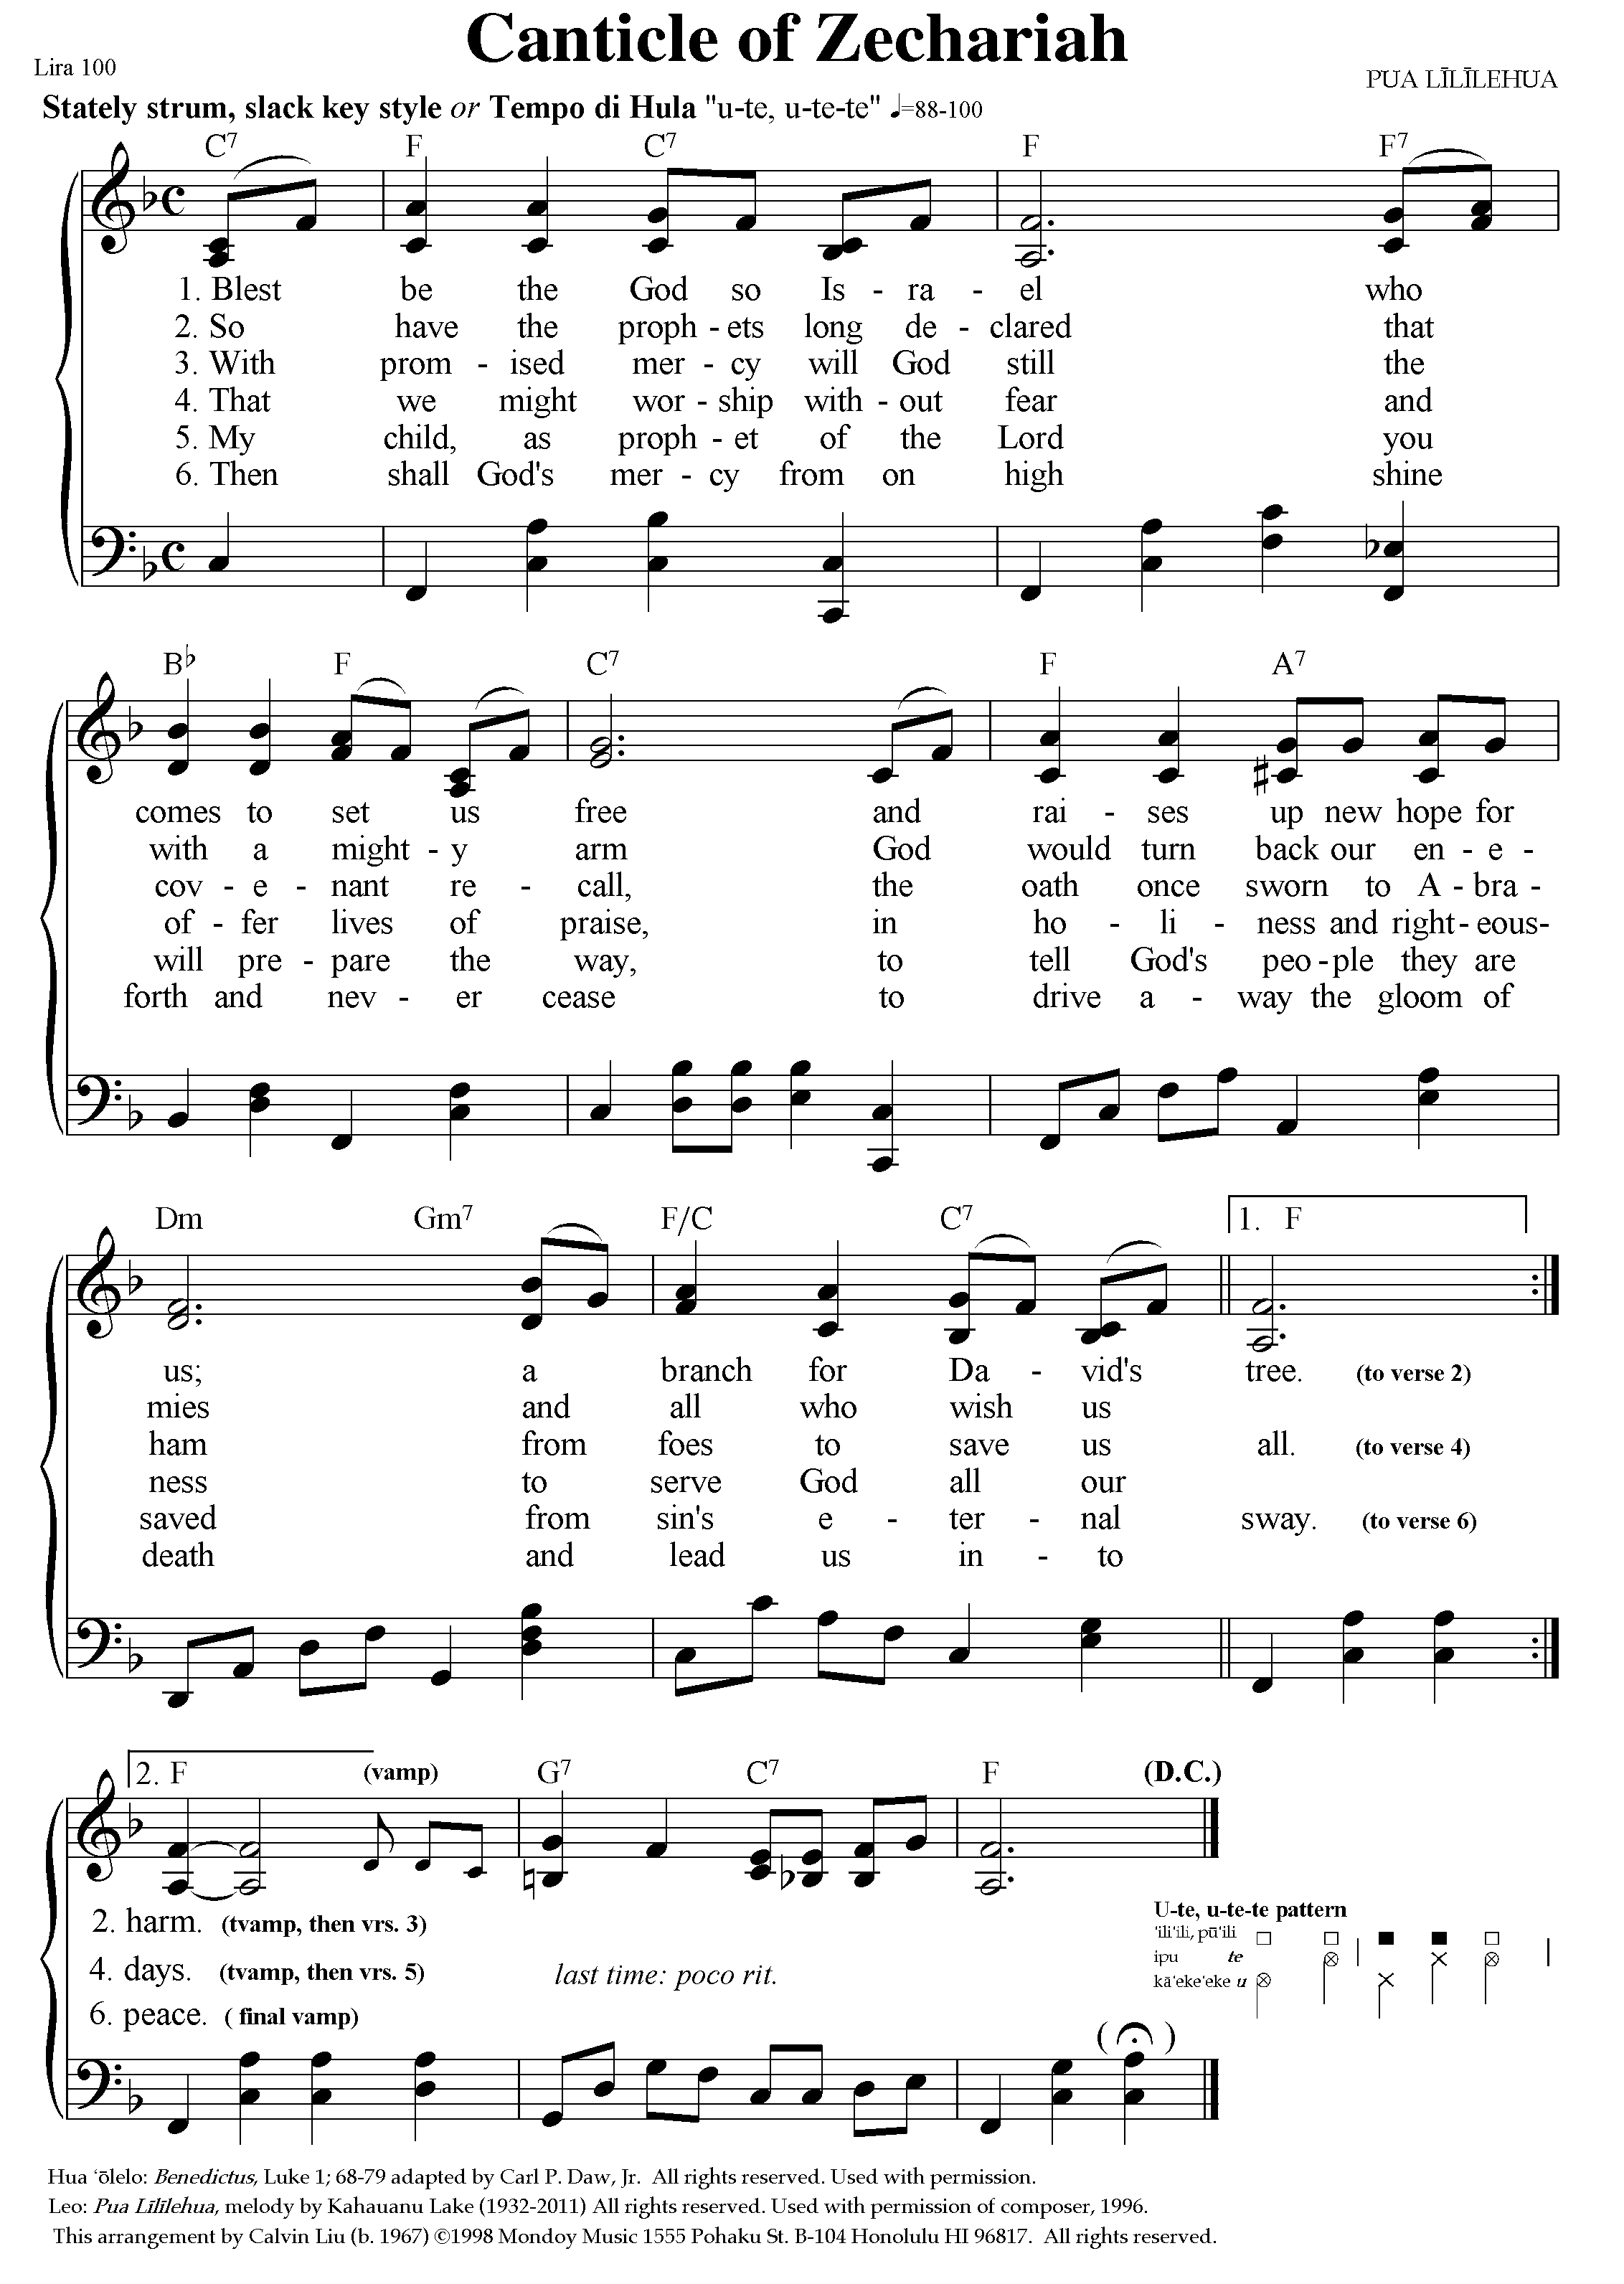 Canticle of Zechariah
Lira 100
PUA LĪLĪLEHUA
Stately strum, slack key style or Tempo di Hula "u-te, u-te-te" ♩=88-100
C7 F C7 F F7
1. Blest be the God so Is - ra - el who
2. So have the proph - ets long de - clared that
3. With prom - ised mer - cy will God still the
4. That we might wor - ship with - out fear and
5. My child, as proph - et of the Lord you
6. Then shall God's mer - cy from on high shine
B♭ F C7 F A7
comes to set us free and rai - ses up new hope for
with a might - y arm God would turn back our en - e -
cov - e - nant re - call, the oath once sworn to A - bra -
of - fer lives of praise, in ho - li - ness and right - eous-
will pre - pare the way, to tell God's peo - ple they are
forth and nev - er cease to drive a - way the gloom of
Dm Gm7 F/C C7 1. F
us; a branch for Da - vid's tree. (to verse 2)
mies and all who wish us
ham from foes to save us all. (to verse 4)
ness to serve God all our
saved from sin's e - ter - nal sway. (to verse 6)
death and lead us in - to
2. F (vamp) G7 C7 F (D.C.)
2. harm. (tvamp, then vrs. 3)
4. days. (tvamp, then vrs. 5)
6. peace. ( final vamp)
last time: poco rit.
U-te, u-te-te pattern
ʻiliʻili, pūʻili
ipu te
kāʻekeʻeke u
( )
Hua ʻōlelo: Benedictus, Luke 1; 68-79 adapted by Carl P. Daw, Jr. All rights reserved. Used with permission.
Leo: Pua Līlīlehua, melody by Kahauanu Lake (1932-2011) All rights reserved. Used with permission of composer, 1996.
This arrangement by Calvin Liu (b. 1967) ©1998 Mondoy Music 1555 Pohaku St. B-104 Honolulu HI 96817. All rights reserved.